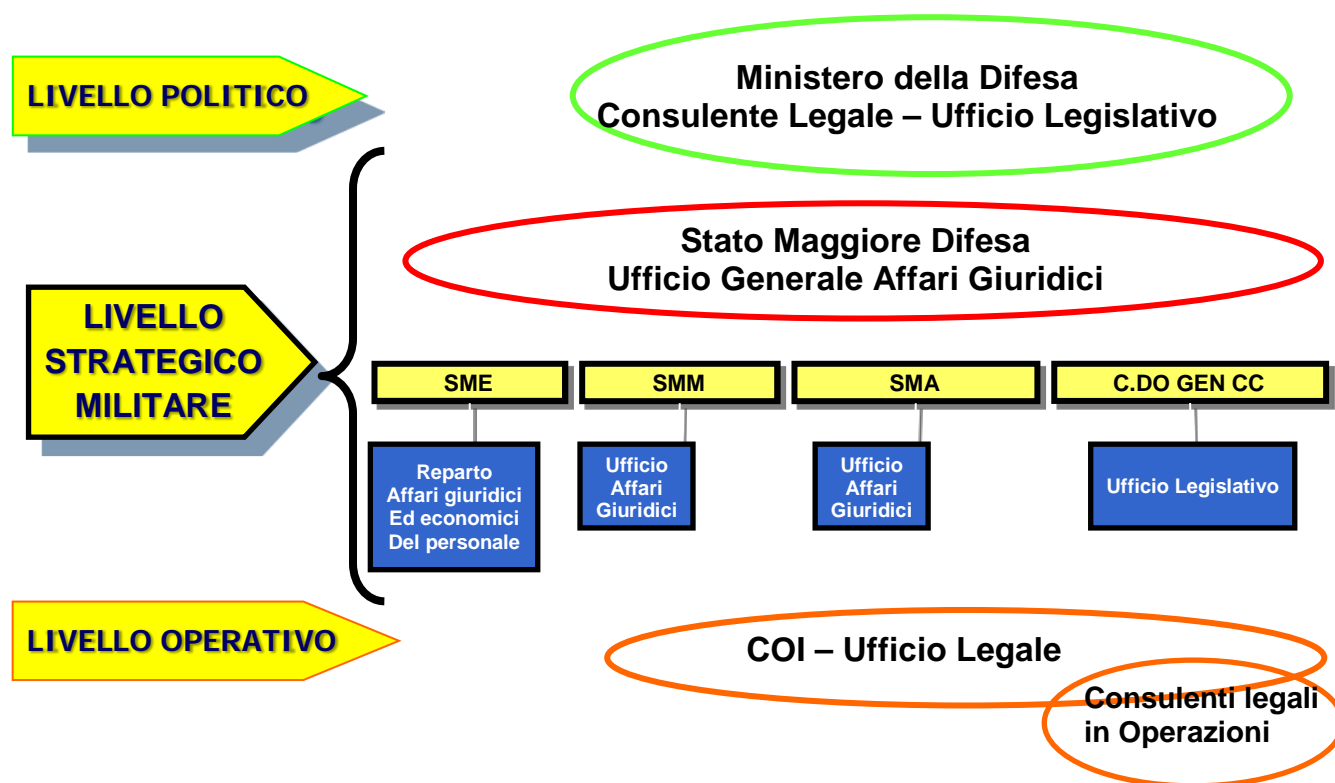 LIVELLO POLITICO
Ministero della Difesa
Consulente Legale – Ufficio Legislativo
LIVELLO
STRATEGICO
MILITARE
Stato Maggiore Difesa
Ufficio Generale Affari Giuridici
SME
SMM
SMA
C.DO GEN CC
Reparto
Affari giuridici
Ed economici
Del personale
Ufficio
Affari
Giuridici
Ufficio
Affari
Giuridici
Ufficio Legislativo
LIVELLO OPERATIVO
COI – Ufficio Legale
Consulenti legali
in Operazioni